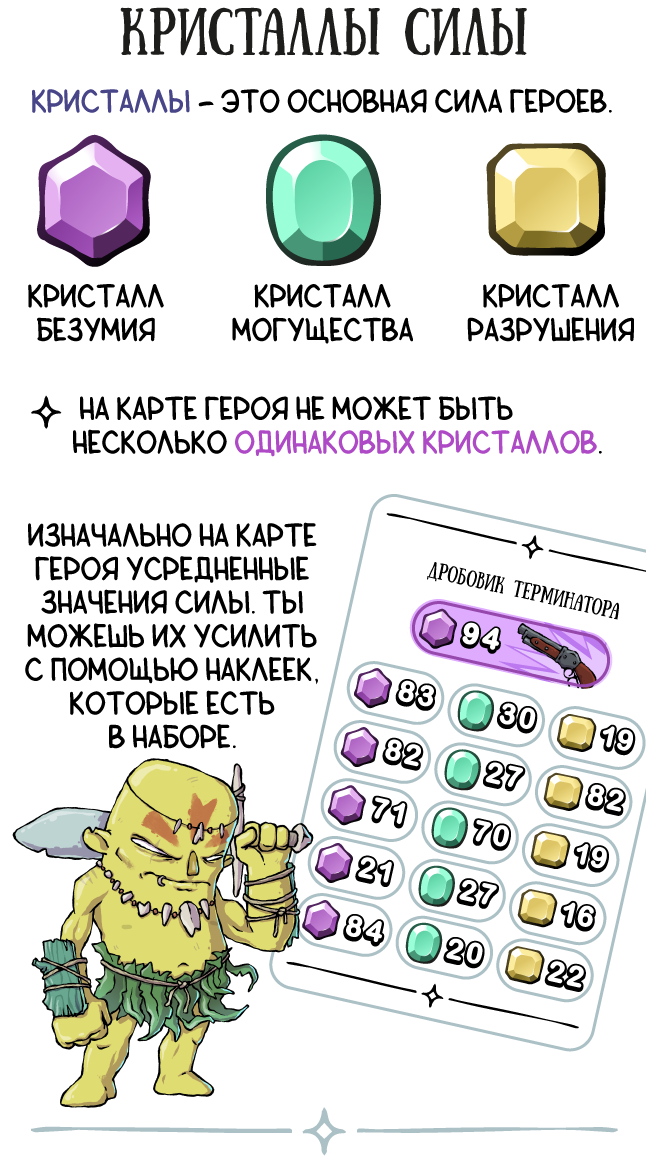 КРИСТАЛЛЫ СИЛЫ
КРИСТАЛЛЫ – ЭТО ОСНОВНАЯ СИЛА ГЕРОЕВ.
КРИСТАЛЛ
БЕЗУМИЯ
КРИСТАЛЛ
МОГУЩЕСТВА
КРИСТАЛЛ
РАЗРУШЕНИЯ
НА КАРТЕ ГЕРОЯ НЕ МОЖЕТ БЫТЬ
НЕСКОЛЬКО ОДИНАКОВЫХ КРИСТАЛЛОВ.
ИЗНАЧАЛЬНО НА КАРТЕ
ГЕРОЯ УСРЕДНЕННЫЕ
ЗНАЧЕНИЯ СИЛЫ. ТЫ
МОЖЕШЬ ИХ УСИЛИТЬ
С ПОМОЩЬЮ НАКЛЕЕК,
КОТОРЫЕ ЕСТЬ
В НАБОРЕ.
ДРОБОВИК ТЕРМИНАТОРА
94
83 30 19
82 27 82
71 70 19
21 27 16
84 20 22